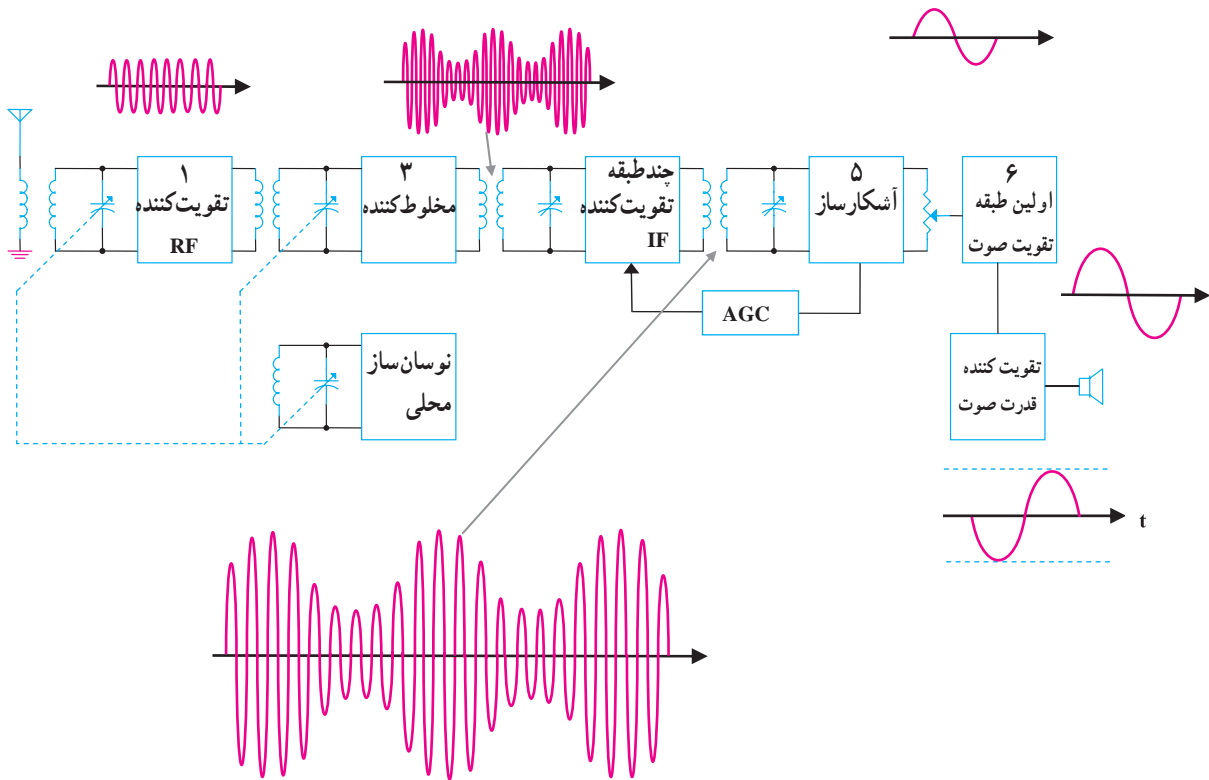 ۱
تقویت‌کننده
RF
۳
مخلوط‌کننده
چندطبقه
تقویت‌کننده
IF
۵
آشکارساز
۶
اولین طبقه
تقویت صوت
AGC
نوسان‌ساز
محلی
تقویت کننده
قدرت صوت
t